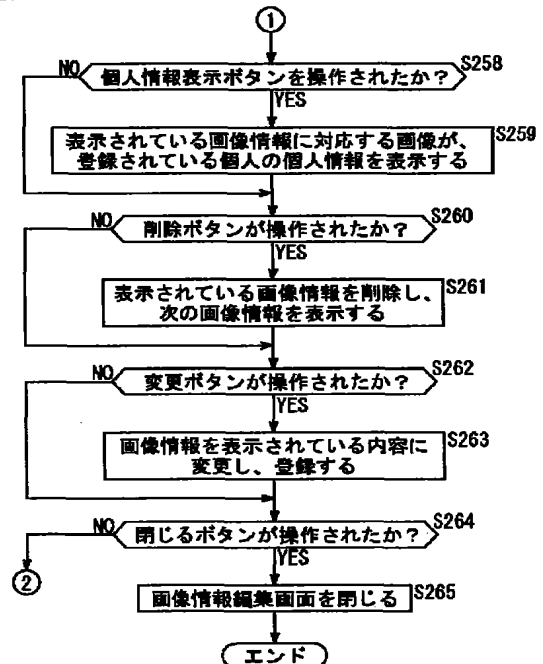 1
NO
個人情報表示ボタンを操作されたか？
S258
YES
表示されている画像情報に対応する画像が、
登録されている個人の個人情報を表示する
S259
NO
削除ボタンが操作されたか？
S260
YES
表示されている画像情報を削除し、
次の画像情報を表示する
S261
NO
変更ボタンが操作されたか？
S262
YES
画像情報を表示されている内容に
変更し、登録する
S263
NO
閉じるボタンが操作されたか？
S264
YES
2
画像情報編集画面を閉じる
S265
エンド